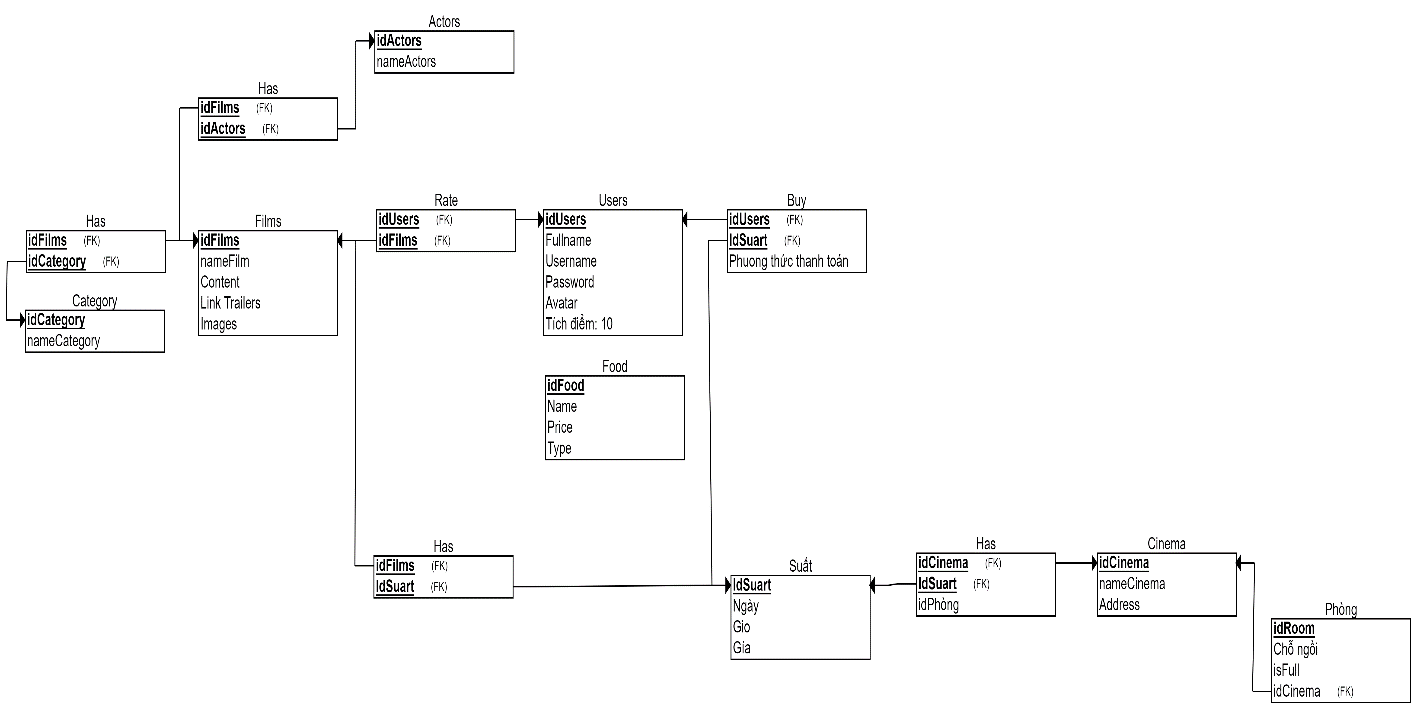 Actors
idActors
nameActors
Has
idFilms (FK)
idActors (FK)
Has
idFilms (FK)
idCategory (FK)
Category
idCategory
nameCategory
Films
idFilms
nameFilm
Content
Link Trailers
Images
Rate
idUsers (FK)
idFilms (FK)
Users
idUsers
Fullname
Username
Password
Avatar
Tích điểm: 10
Buy
idUsers (FK)
IdSuart (FK)
Phuong thức thanh toán
Food
idFood
Name
Price
Type
Has
idFilms (FK)
IdSuart (FK)
Suất
IdSuart
Ngày
Gio
Gia
Has
idCinema (FK)
IdSuart (FK)
idPhòng
Cinema
idCinema
nameCinema
Address
Phòng
idRoom
Chỗ ngồi
isFull
idCinema (FK)